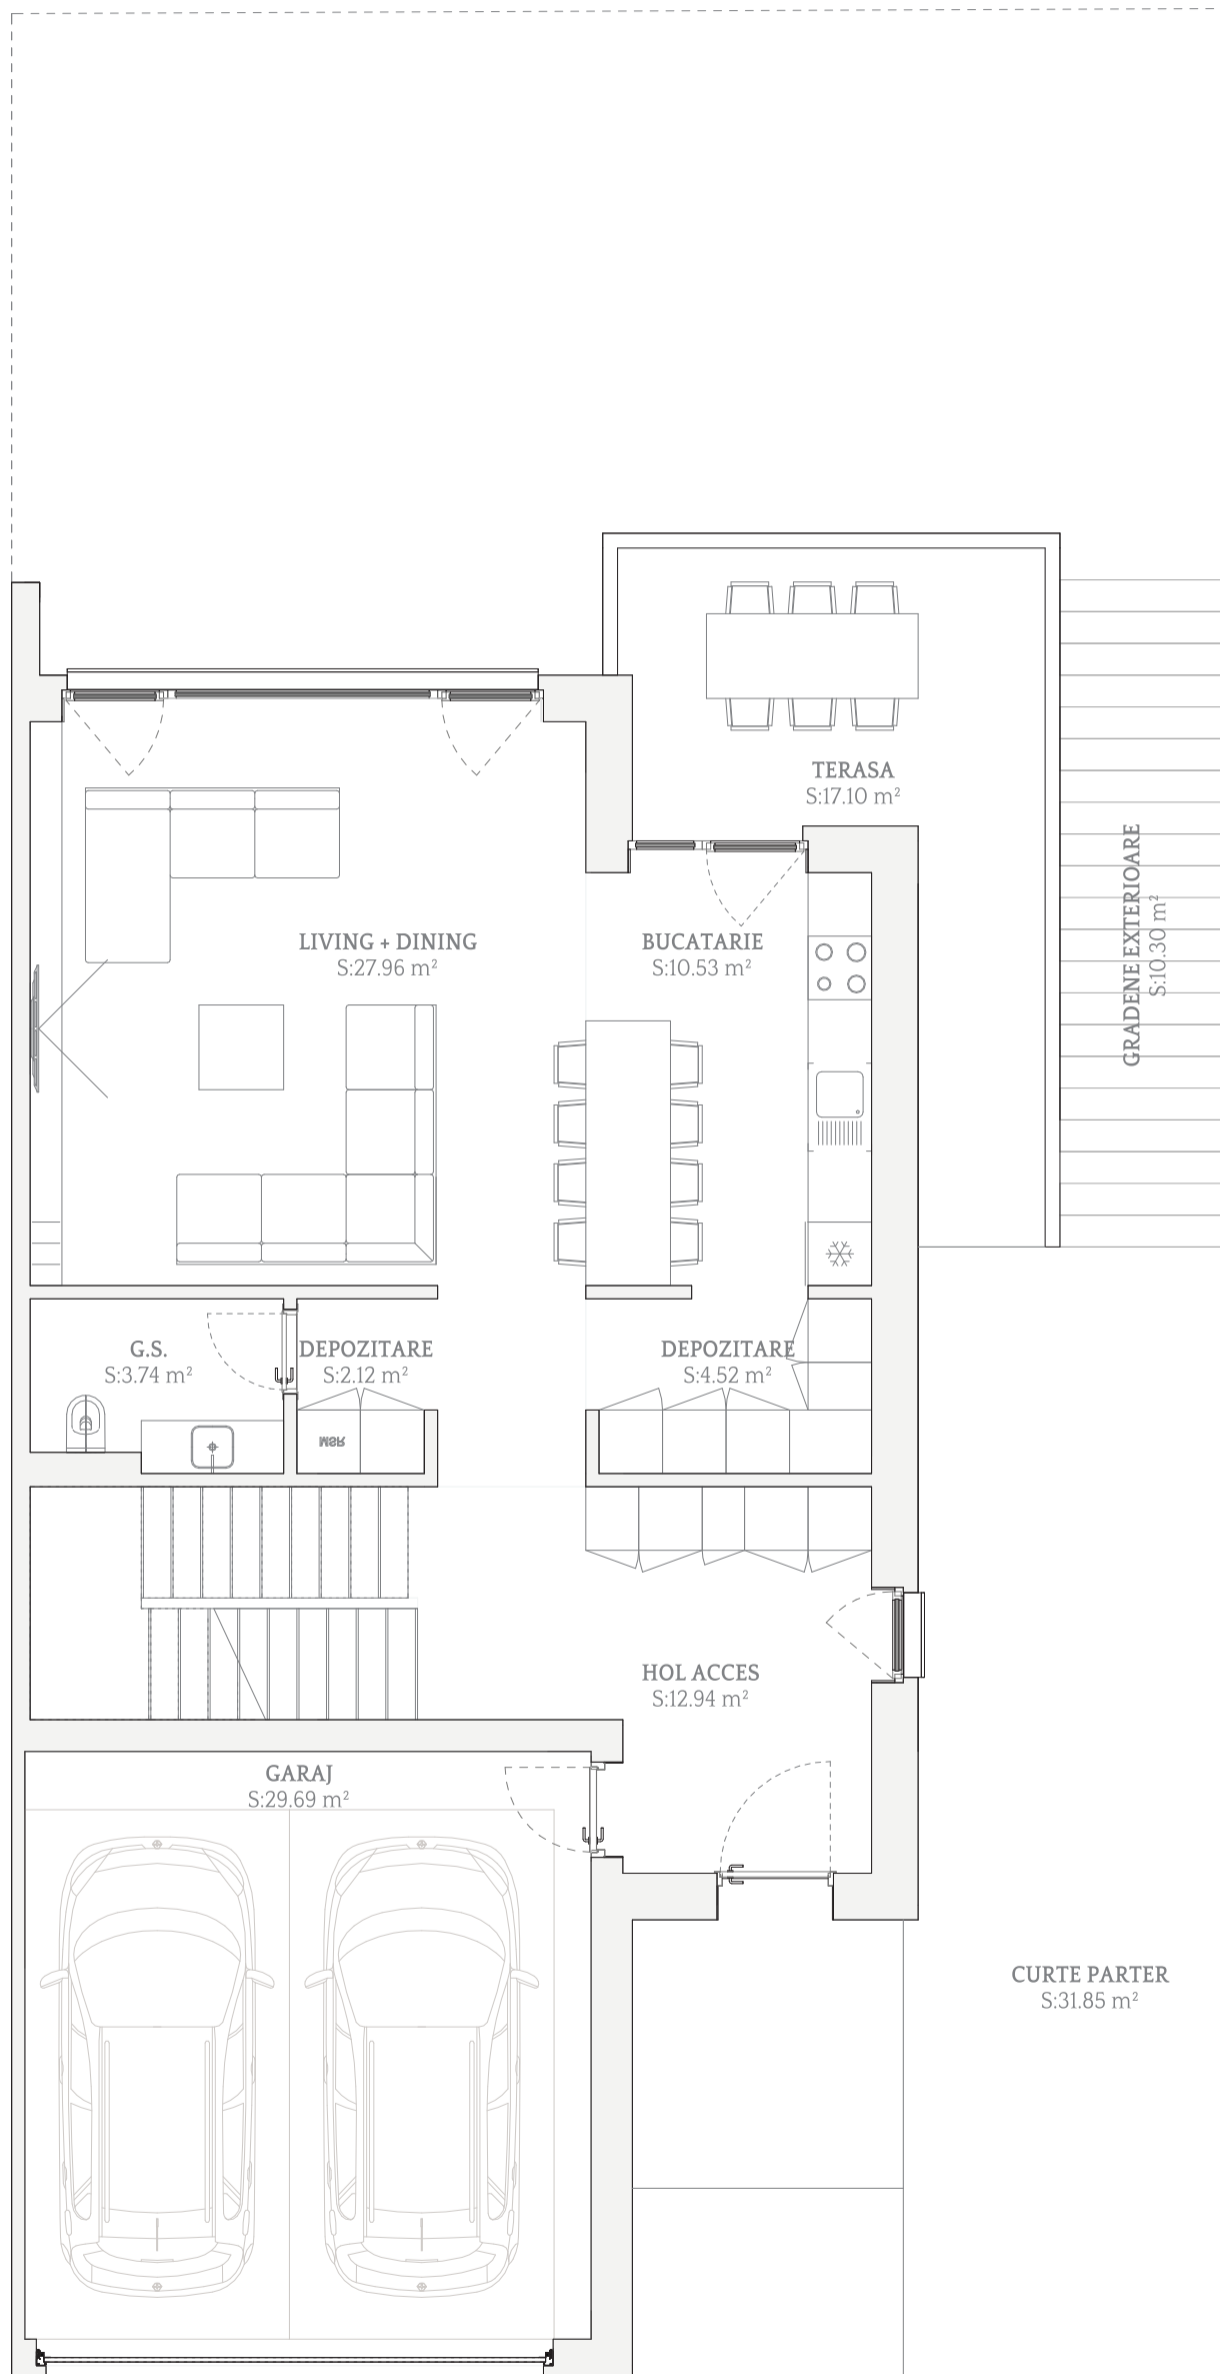 TERASA
S:17.10 m²
GRADENE EXTERIOARE
S:10.30 m²
LIVING + DINING
S:27.96 m²
BUCATARIE
S:10.53 m²
G.S.
S:3.74 m²
DEPOZITARE
S:2.12 m²
DEPOZITARE
S:4.52 m²
MSR
HOL ACCES
S:12.94 m²
GARAJ
S:29.69 m²
CURTE PARTER
S:31.85 m²